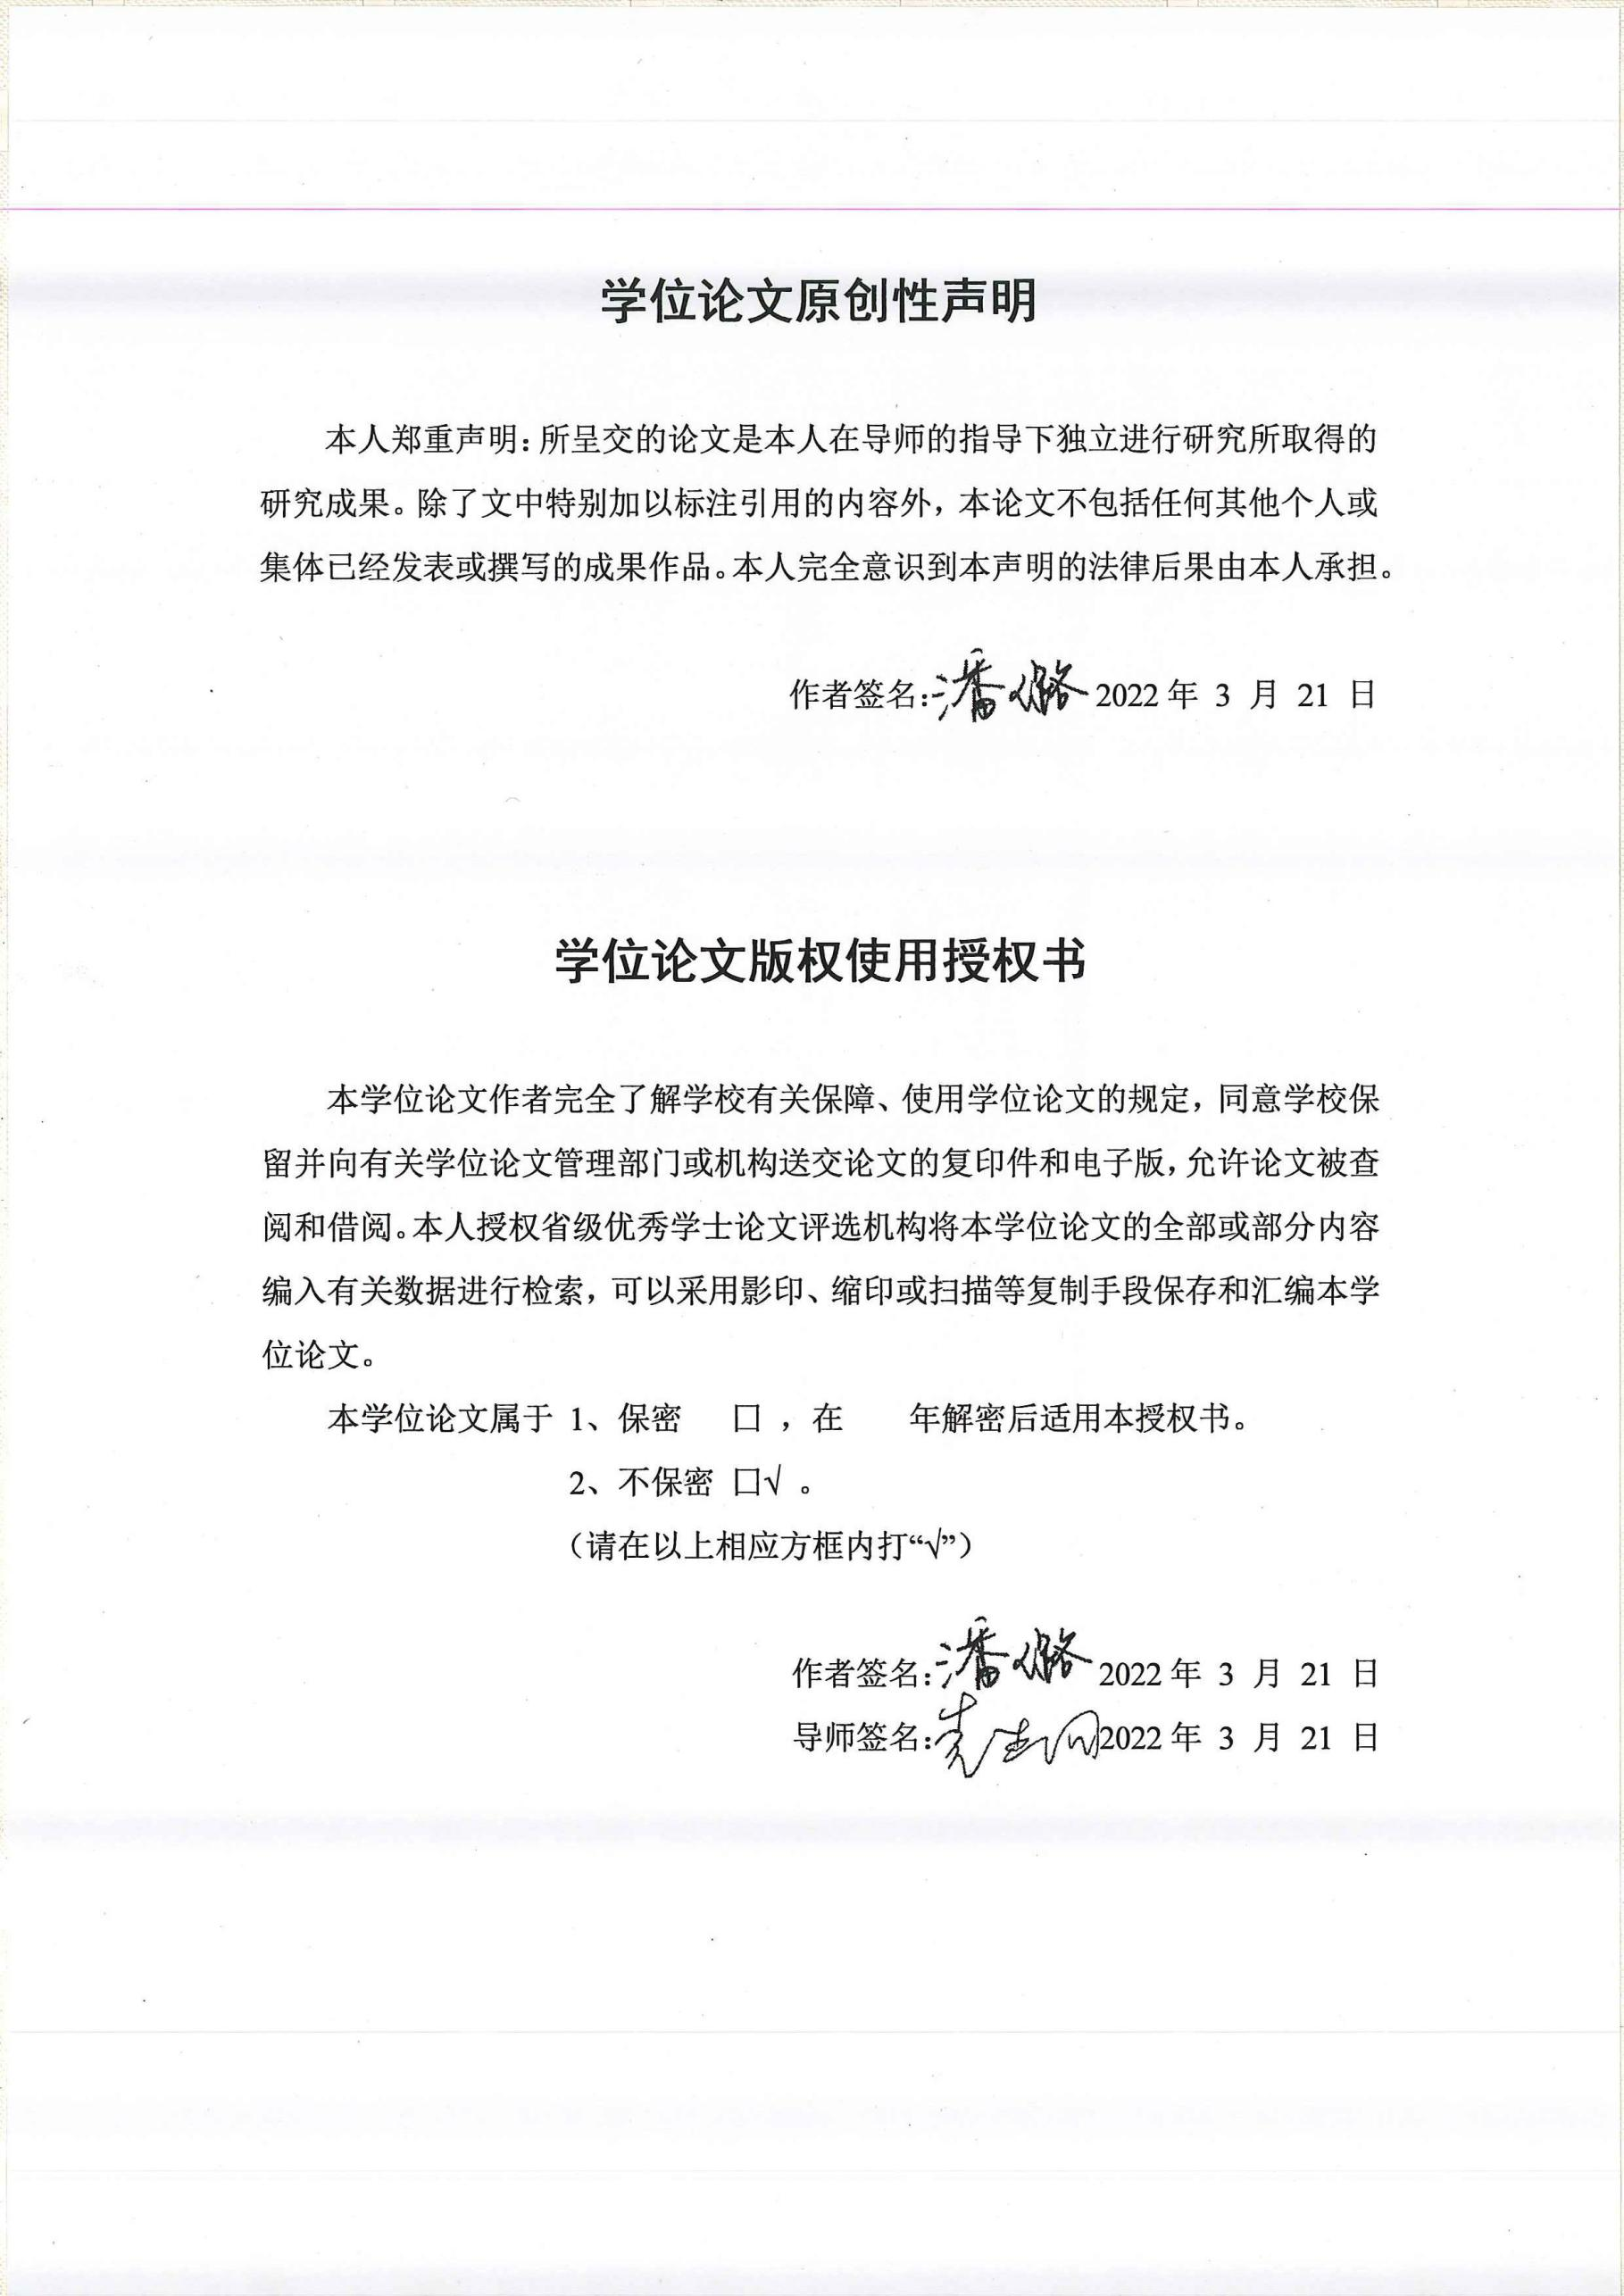 学位论文原创性声明
本人郑重声明：所呈交的论文是本人在导师的指导下独立进行研究所取得的
研究成果。除了文中特别加以标注引用的内容外，本论文不包括任何其他个人或
集体已经发表或撰写的成果作品。本人完全意识到本声明的法律后果由本人承担。
作者签名：潘 2022 年 3 月 21 日
学位论文版权使用授权书
本学位论文作者完全了解学校有关保障、使用学位论文的规定，同意学校保
留并向有关学位论文管理部门或机构送交论文的复印件和电子版，允许论文被查
阅和借阅。本人授权省级优秀学士论文评选机构将本学位论文的全部或部分内容
编入有关数据进行检索，可以采用影印、缩印或扫描等复制手段保存和汇编本学
位论文。
本学位论文属于 1、保密 口 ，在 年解密后适用本授权书。
2、不保密 口√ 。
（请在以上相应方框内打“√”）
作者签名：潘 2022 年 3 月 21 日
导师签名： 2022 年 3 月 21 日